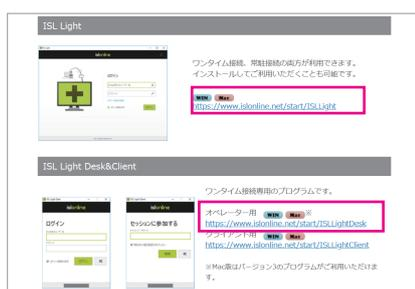 ISL Light
islonline
ログイン
ワンタイム接続、常駐接続の両方が利用できます。
インストールしてご利用いただくことも可能です。
WIN Mac
https://www.islonline.net/start/ISLLight
ISL Light Desk&Client
islonline
ログイン
islonline
セッションに参加する
ワンタイム接続専用のプログラムです。
オペレーター用 WIN Mac ※
https://www.islonline.net/start/ISLLightDesk
クライアント用 WIN Mac
https://www.islonline.net/start/ISLLightClient
※Mac版はバージョン3のプログラムがご利用いただけま
す。